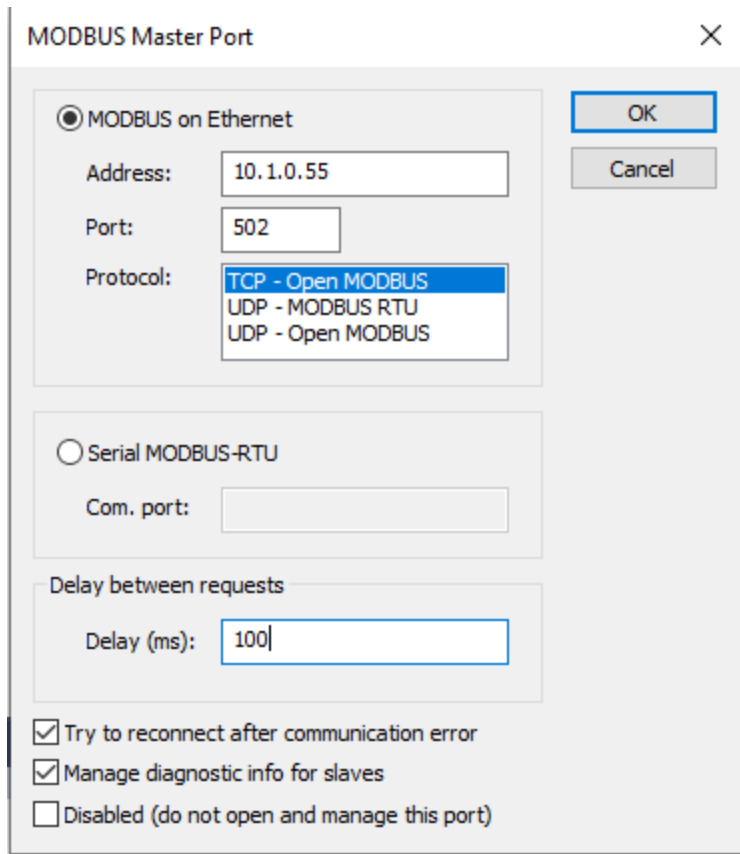 MODBUS Master Port
MODBUS on Ethernet
OK
Address: 10.1.0.55
Cancel
Port: 502
Protocol: TCP - Open MODBUS
UDP - MODBUS RTU
UDP - Open MODBUS
Serial MODBUS-RTU
Com. port:
Delay between requests
Delay (ms): 100
Try to reconnect after communication error
Manage diagnostic info for slaves
Disabled (do not open and manage this port)